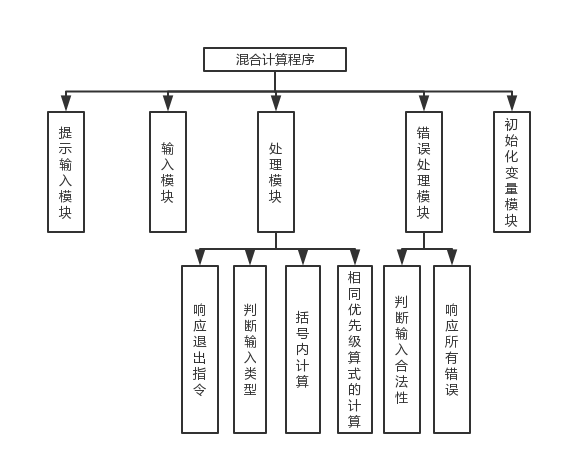 混合计算程序
提示输入模块
输入模块
处理模块
错误处理模块
初始化变量模块
响应退出指令
判断输入类型
括号内计算
相同优先级算式的计算
判断输入合法性
响应所有错误